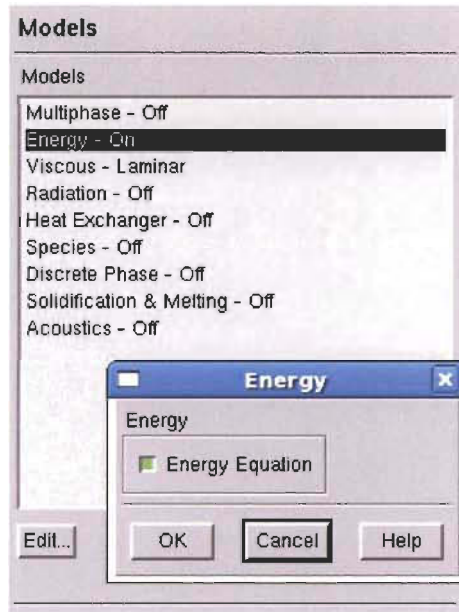 Models
Models
Multiphase - Off
Energy - On
Viscous - Laminar
Radiation - Off
Heat Exchanger - Off
Species - Off
Discrete Phase - Off
Solidification & Melting - Off
Acoustics - Off
Energy
Energy
Energy Equation
Edit...
OK
Cancel
Help